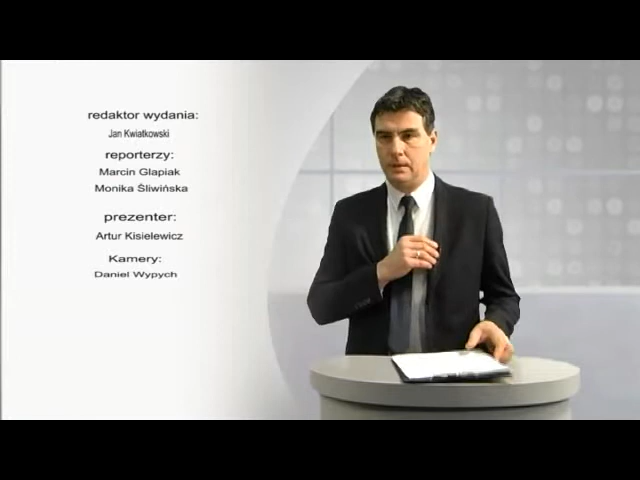 redaktor wydania:
Jan Kwiatkowski
reporterzy:
Marcin Glapiak
Monika Śliwińska
prezenter:
Artur Kisielewicz
Kamery:
Daniel Wypych